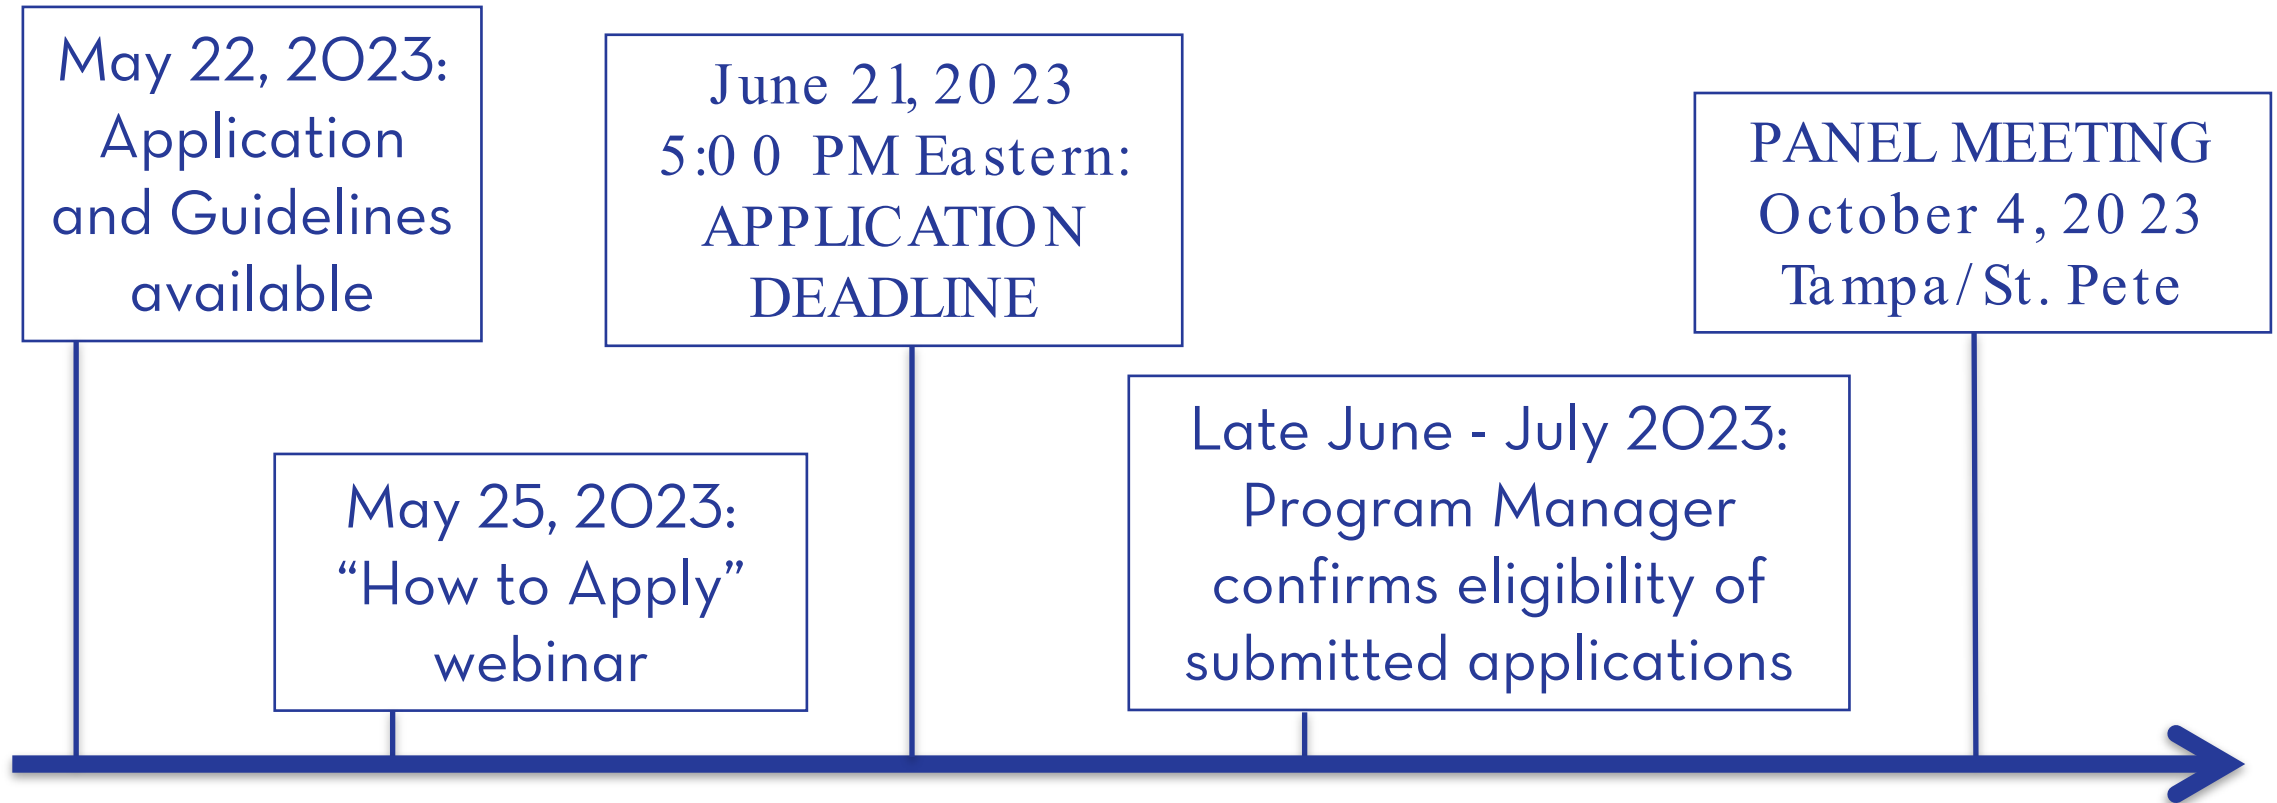 May 22, 2023:
Application
and Guidelines
available
May 25, 2023:
“How to Apply”
webinar
June 21, 2023
5:00 PM Eastern:
APPLICATION
DEADLINE
Late June - July 2023:
Program Manager
confirms eligibility of
submitted applications
PANEL MEETING
October 4, 2023
Tampa/St. Pete